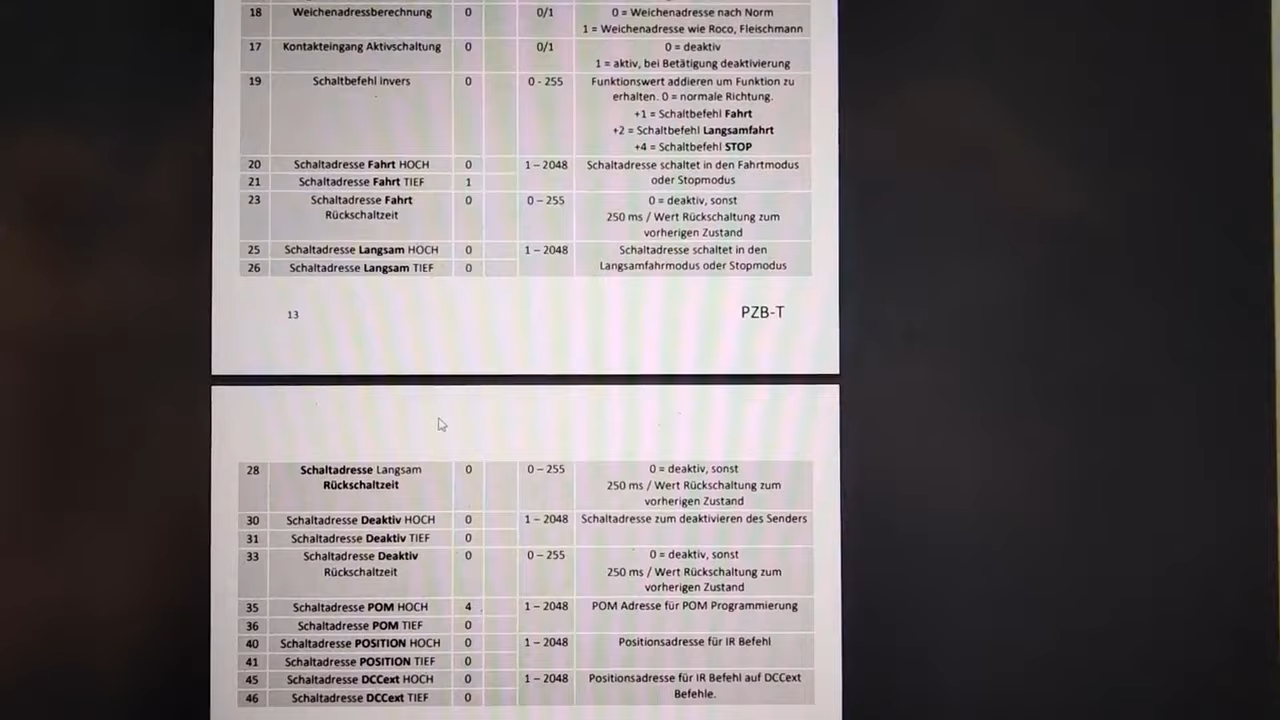 18 Weichenadressberechnung 0 0/1 0 = Weichenadresse nach Norm
1 = Weichenadresse wie Roco, Fleischmann
17 Kontakteingang Aktivschaltung 0 0/1 0 = deaktiv
1 = aktiv, bei Betätigung deaktivierung
19 Schaltbefehl invers 0 0 - 255 Funktionswert addieren um Funktion zu
erhalten. 0 = normale Richtung.
+1 = Schaltbefehl Fahrt
+2 = Schaltbefehl Langsamfahrt
+4 = Schaltbefehl STOP
20 Schaltadresse Fahrt HOCH 0 1 – 2048 Schaltadresse schaltet in den Fahrtmodus
21 Schaltadresse Fahrt TIEF 1 oder Stopmodus
23 Schaltadresse Fahrt 0 0 – 255 0 = deaktiv, sonst
Rückschaltzeit 250 ms / Wert Rückschaltung zum
vorherigen Zustand
25 Schaltadresse Langsam HOCH 0 1 – 2048 Schaltadresse schaltet in den
26 Schaltadresse Langsam TIEF 0 Langsamfahrmodus oder Stopmodus
13 PZB-T
28 Schaltadresse Langsam 0 0 – 255 0 = deaktiv, sonst
Rückschaltzeit 250 ms / Wert Rückschaltung zum
vorherigen Zustand
30 Schaltadresse Deaktiv HOCH 0 1 – 2048 Schaltadresse zum deaktivieren des Senders
31 Schaltadresse Deaktiv TIEF 0
33 Schaltadresse Deaktiv 0 0 – 255 0 = deaktiv, sonst
Rückschaltzeit 250 ms / Wert Rückschaltung zum
vorherigen Zustand
35 Schaltadresse POM HOCH 4 1 – 2048 POM Adresse für POM Programmierung
36 Schaltadresse POM TIEF 0
40 Schaltadresse POSITION HOCH 0 1 – 2048 Positionsadresse für IR Befehl
41 Schaltadresse POSITION TIEF 0
45 Schaltadresse DCCext HOCH 0 1 – 2048 Positionsadresse für IR Befehl auf DCCext
46 Schaltadresse DCCext TIEF 0 Befehle.